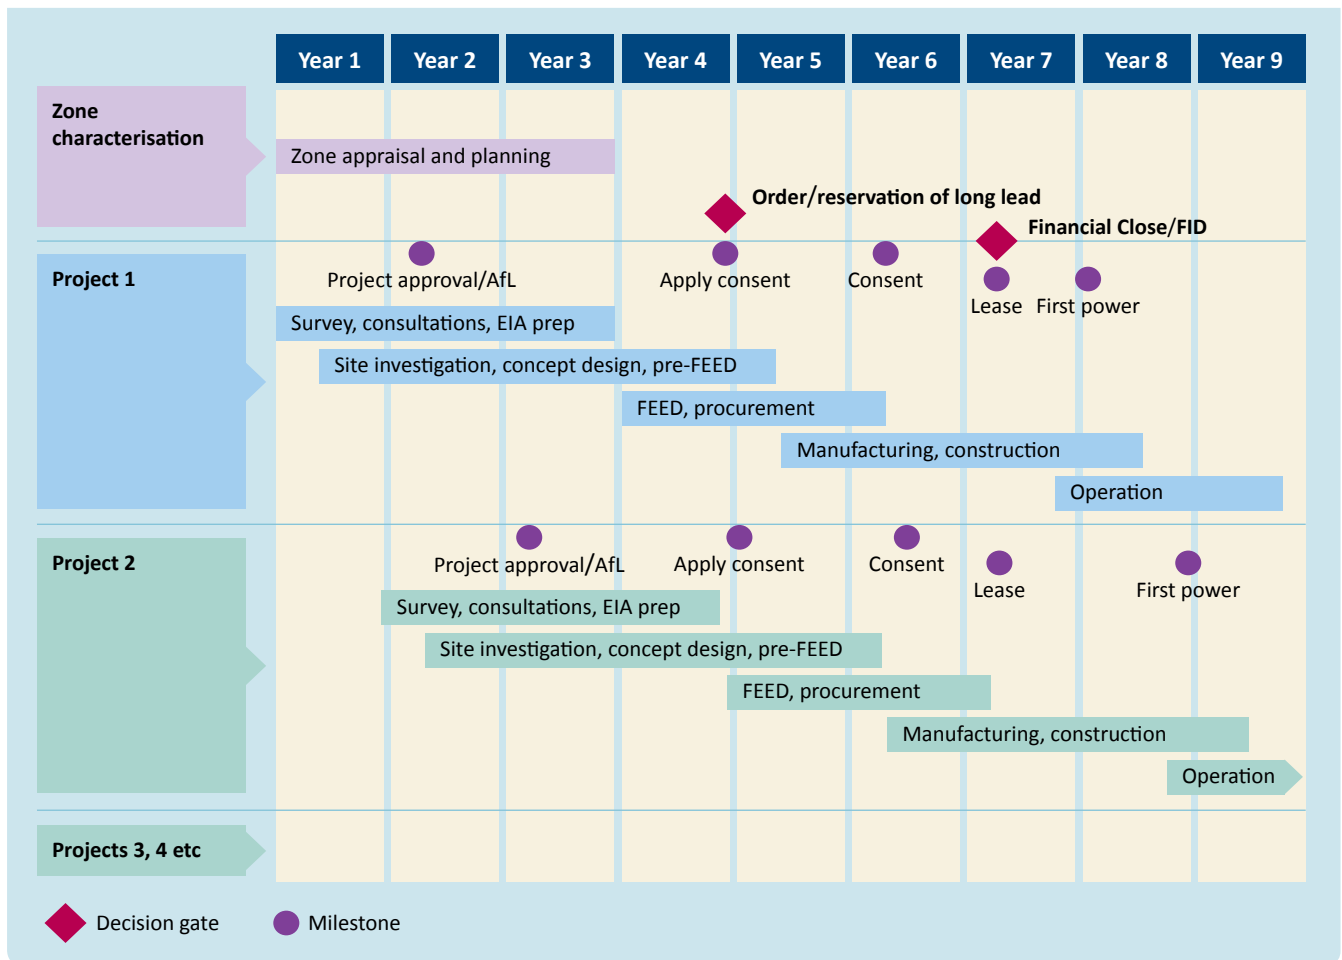 Year 1
Year 2
Year 3
Year 4
Year 5
Year 6
Year 7
Year 8
Year 9
Zone
characterisation
Zone appraisal and planning
Order/reservation of long lead
Financial Close/FID
Project 1
Project approval/AfL
Apply consent
Consent
Lease
First power
Survey, consultations, EIA prep
Site investigation, concept design, pre-FEED
FEED, procurement
Manufacturing, construction
Operation
Project 2
Project approval/AfL
Apply consent
Consent
Lease
First power
Survey, consultations, EIA prep
Site investigation, concept design, pre-FEED
FEED, procurement
Manufacturing, construction
Operation
Projects 3, 4 etc
Decision gate
Milestone